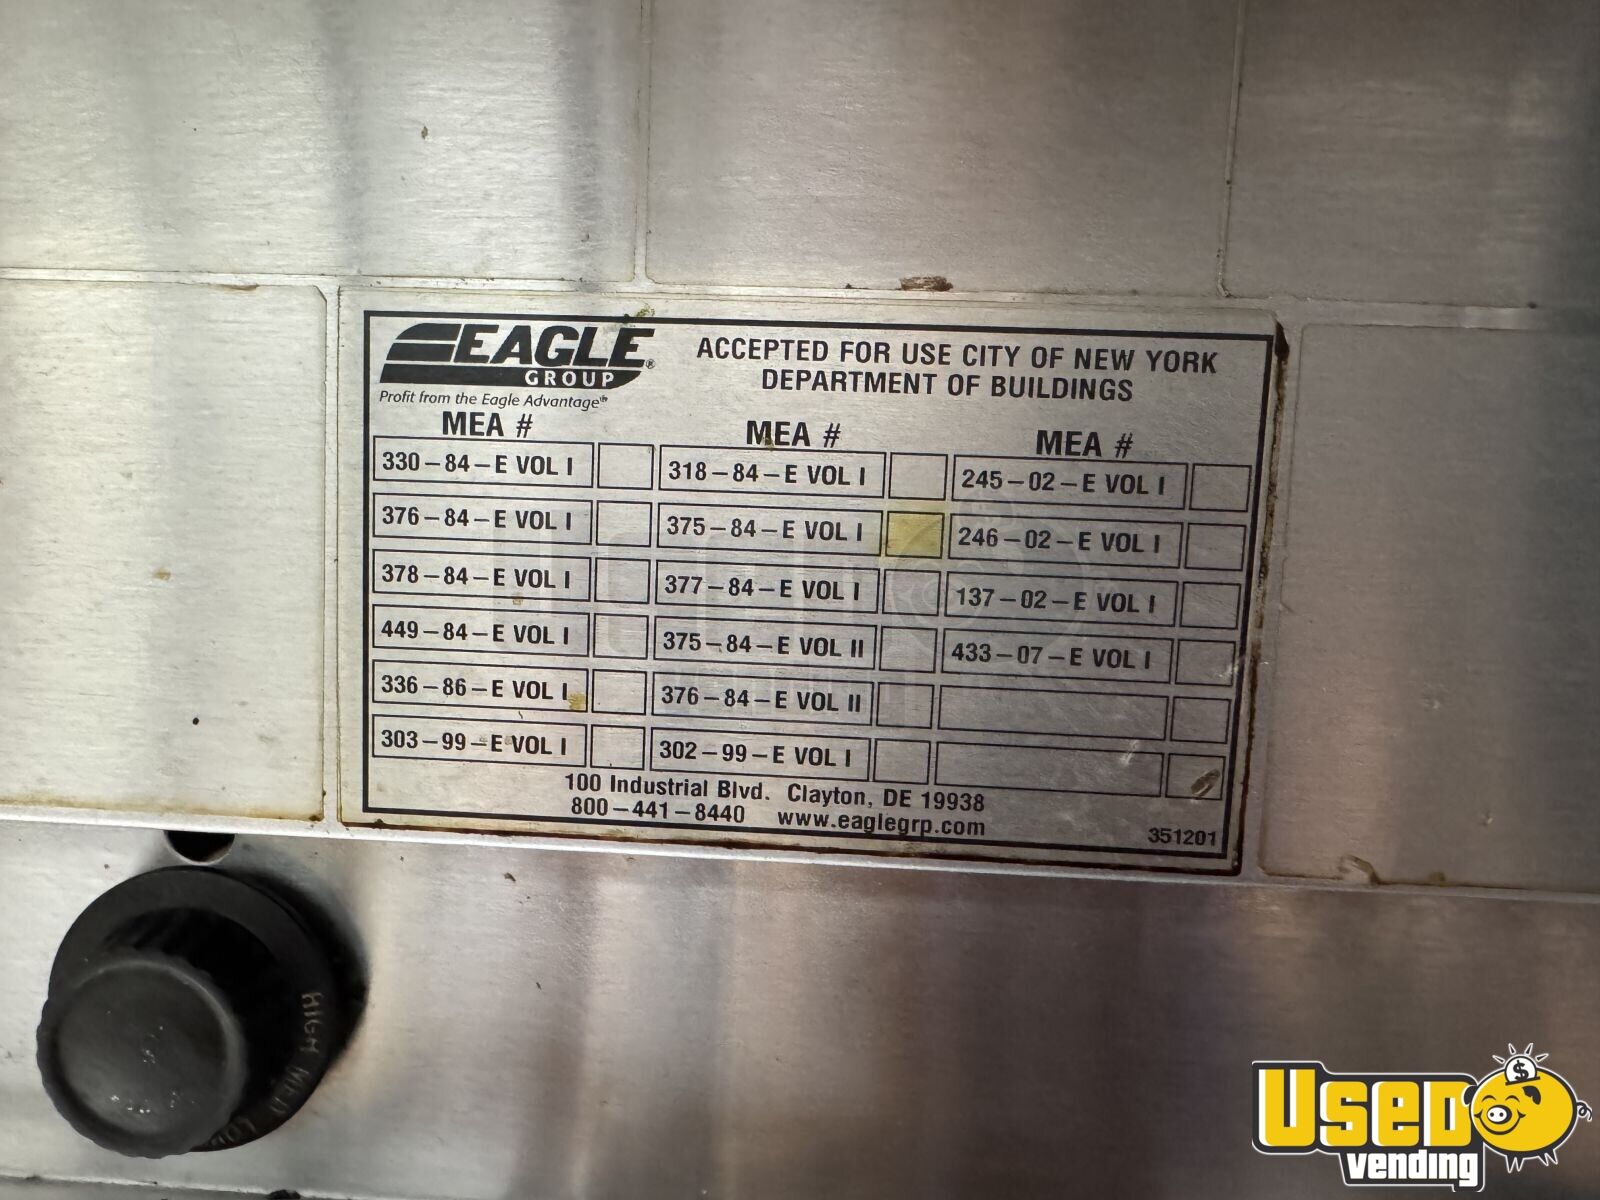 EAGLE®
GROUP
Profit from the Eagle Advantage®
ACCEPTED FOR USE CITY OF NEW YORK
DEPARTMENT OF BUILDINGS
MEA # MEA # MEA #
330-84-E VOL I 318-84-E VOL I 245-02-E VOL I
376-84-E VOL I 375-84-E VOL I 246-02-E VOL I
378-84-E VOL I 377-84-E VOL I 137-02-E VOL I
449-84-E VOL I 375-84-E VOL II 433-07-E VOL I
336-86-E VOL I 376-84-E VOL II
303-99-E VOL I 302-99-E VOL I
100 Industrial Blvd. Clayton, DE 19938
800-441-8440 www.eaglegrp.com
351201
HIGH MED LOW
USED
vending